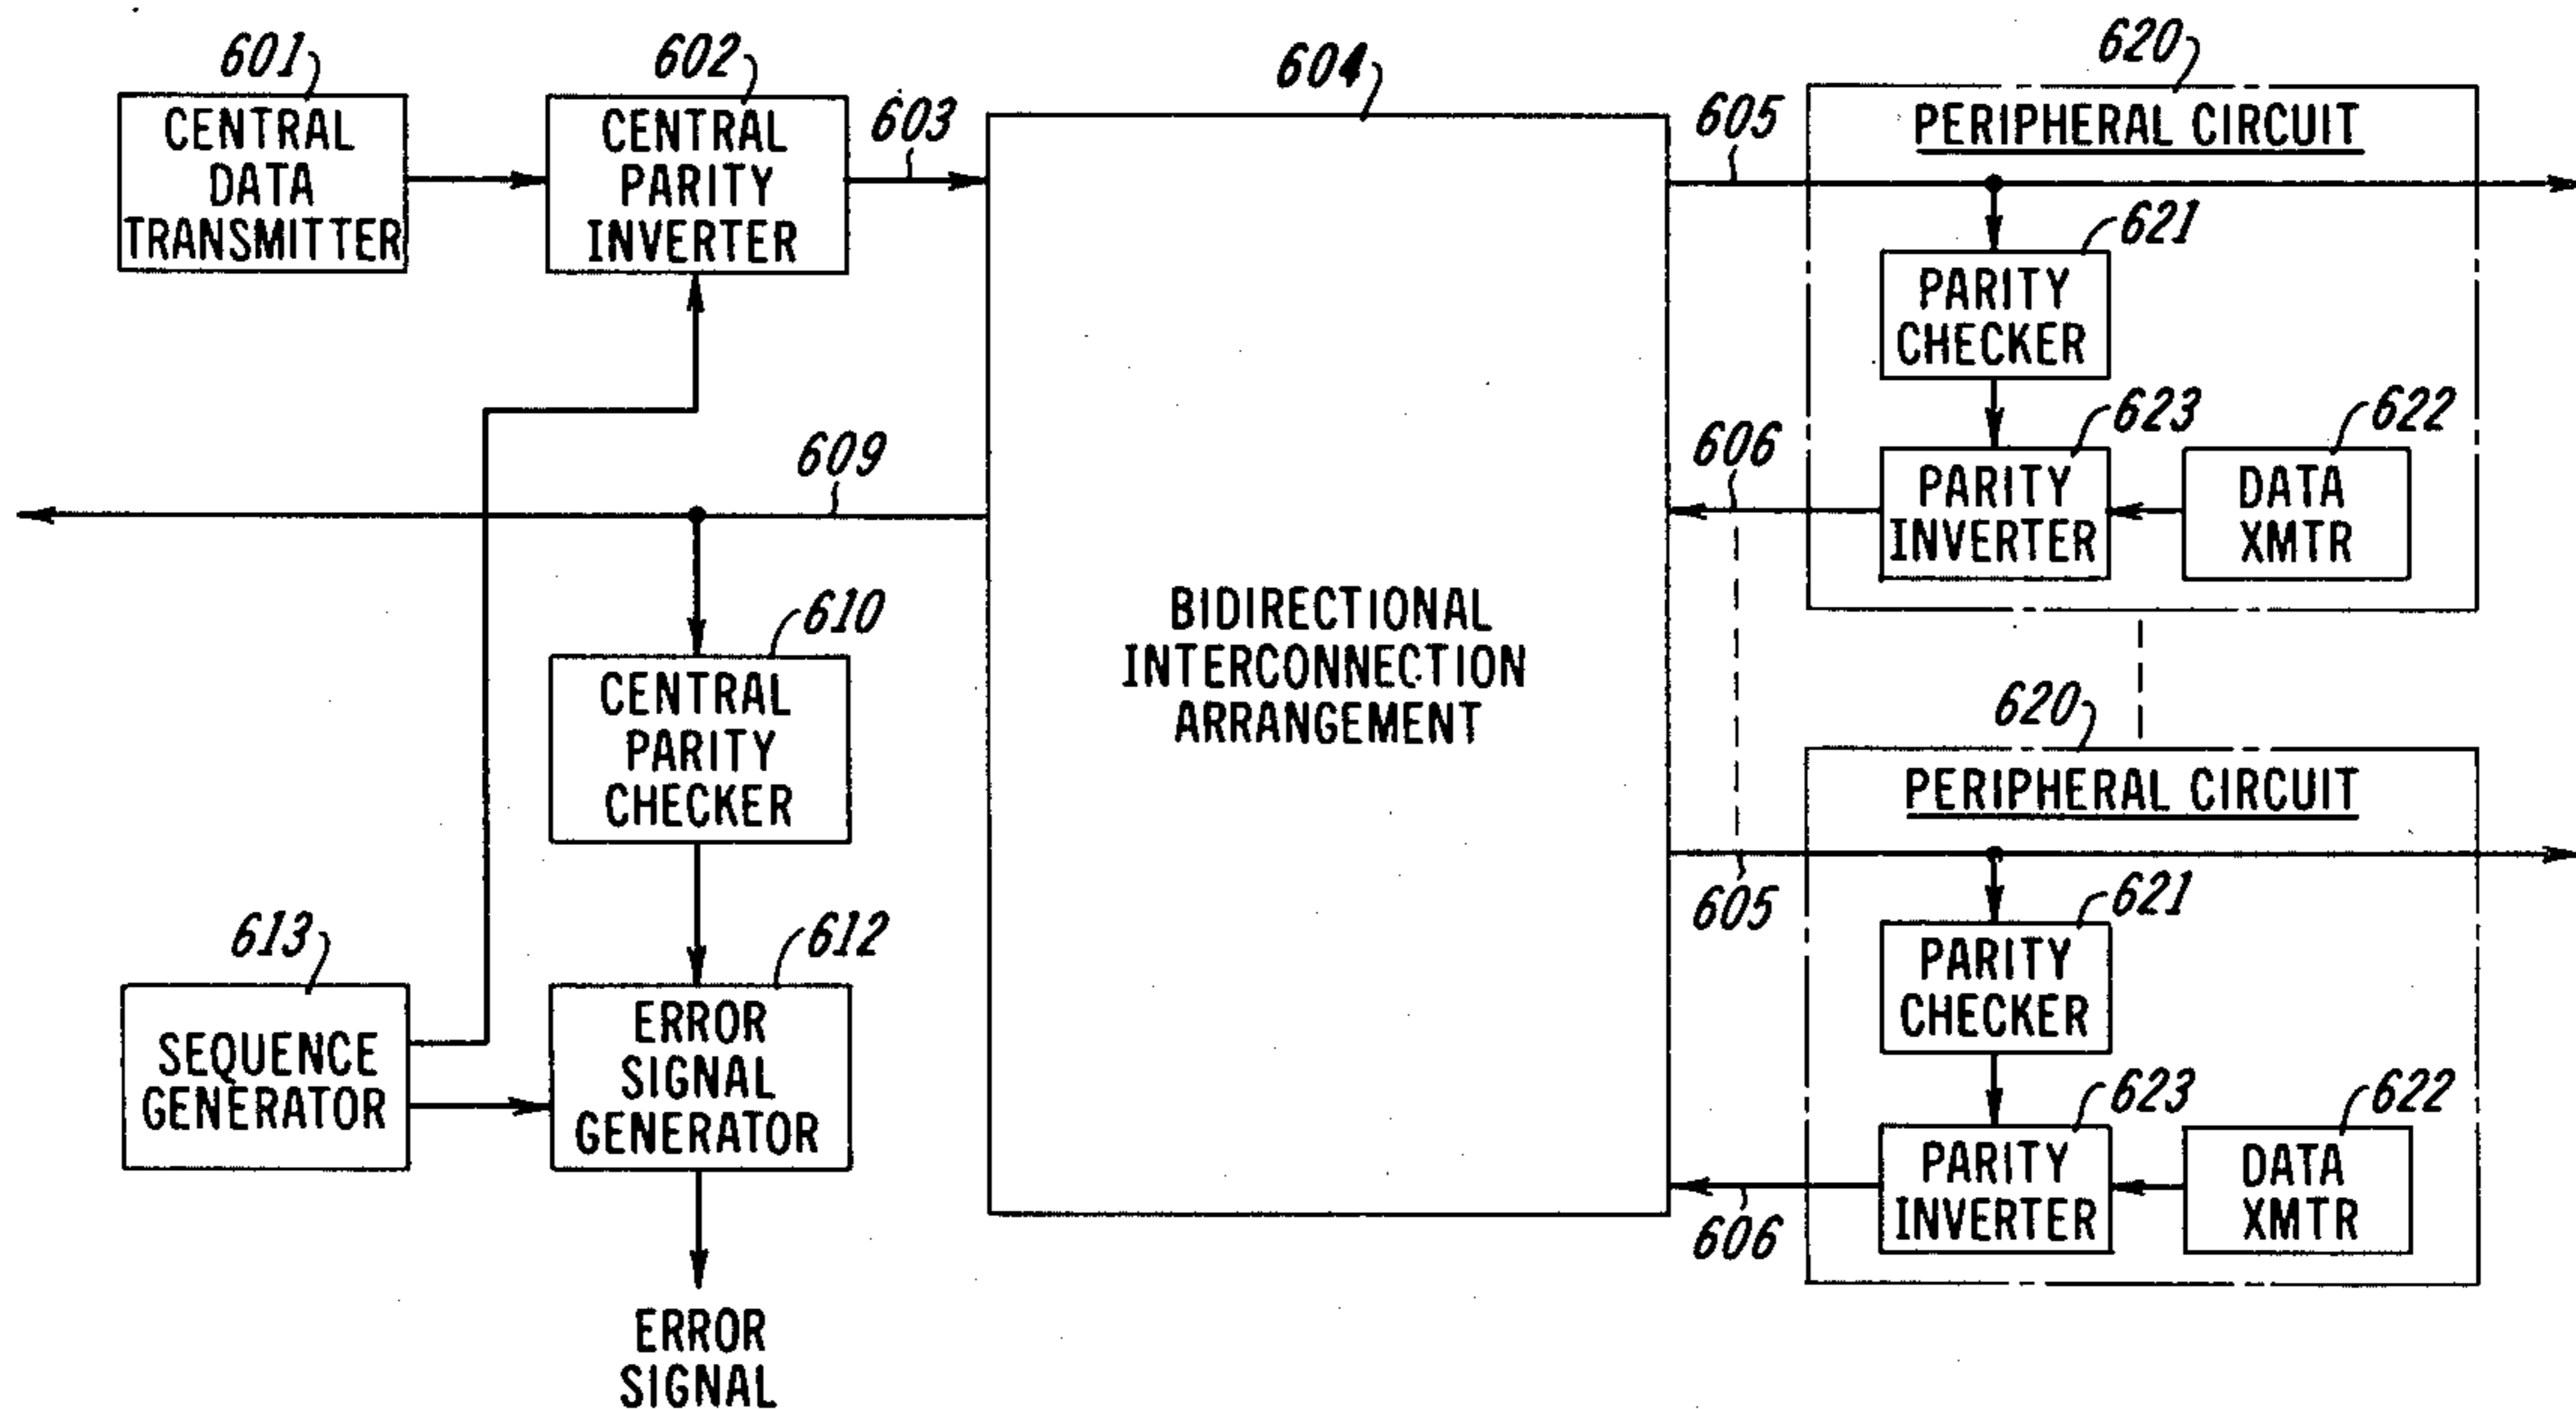 601
CENTRAL
DATA
TRANSMITTER
602
CENTRAL
PARITY
INVERTER
603
604
BIDIRECTIONAL
INTERCONNECTION
ARRANGEMENT
605
620
PERIPHERAL CIRCUIT
621
PARITY
CHECKER
606
623
PARITY
INVERTER
622
DATA
XMTR
609
610
CENTRAL
PARITY
CHECKER
613
SEQUENCE
GENERATOR
612
ERROR
SIGNAL
GENERATOR
ERROR
SIGNAL
620
PERIPHERAL CIRCUIT
605
621
PARITY
CHECKER
606
623
PARITY
INVERTER
622
DATA
XMTR